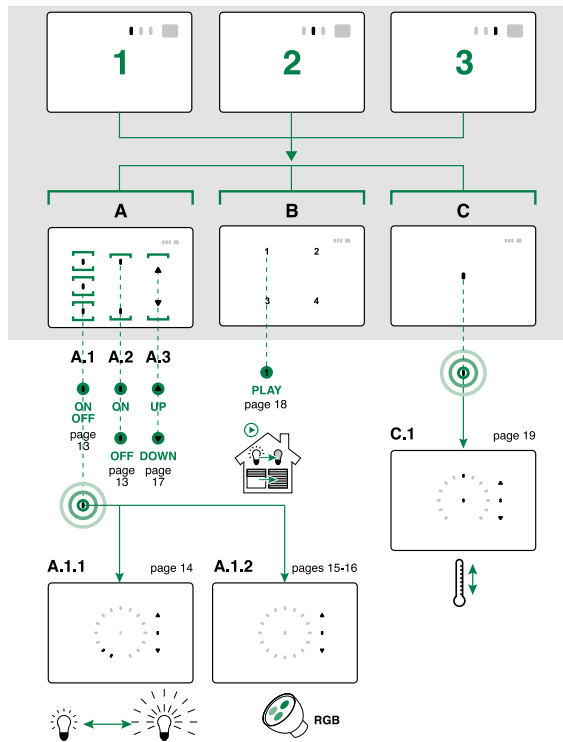 1 2 3
A B C
1 2
3 4
A.1 A.2 A.3
ON OFF page 13
ON
OFF page 13
UP
DOWN page 17
1
PLAY
page 18
C.1 page 19
A.1.1 page 14
A.1.2 pages 15-16
RGB